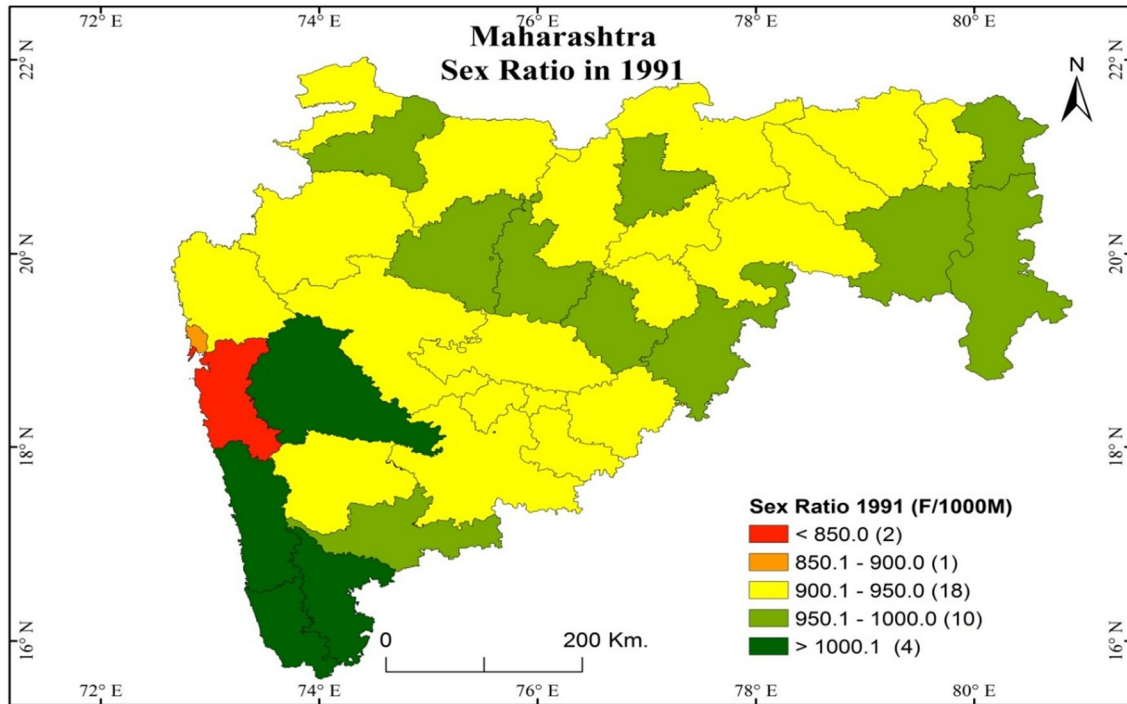 72° E 74° E 76° E 78° E 80° E
Maharashtra
Sex Ratio in 1991
N
22° N 22° N
20° N 20° N
18° N 18° N
16° N 16° N
Sex Ratio 1991 (F/1000M)
< 850.0 (2)
850.1 - 900.0 (1)
900.1 - 950.0 (18)
950.1 - 1000.0 (10)
> 1000.1 (4)
0 200 Km.
72° E 74° E 76° E 78° E 80° E